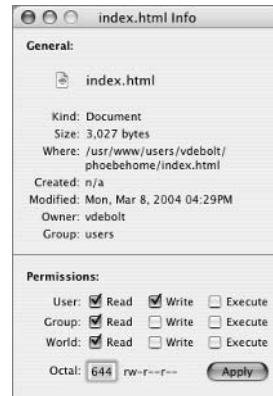 index.html Info
General:
index.html
Kind: Document
Size: 3,027 bytes
Where: /usr/www/users/vdebolt/
phoebehome/index.html
Created: n/a
Modified: Mon, Mar 8, 2004 04:29PM
Owner: vdebolt
Group: users
Permissions:
User: Read Write Execute
Group: Read Write Execute
World: Read Write Execute
Octal: 644 rw-r--r-- Apply